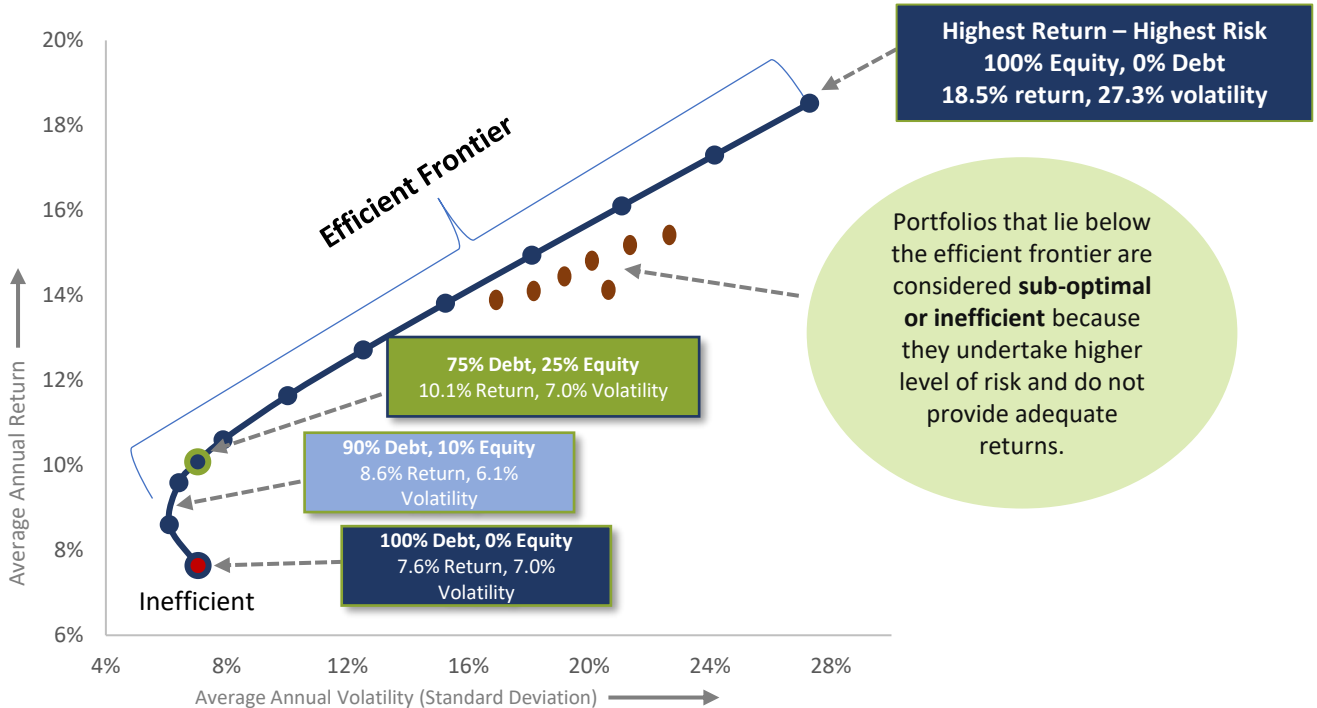 20%
18%
16%
14%
12%
10%
8%
6%
4%
8%
12%
16%
20%
24%
28%
Average Annual Return
Average Annual Volatility (Standard Deviation)
Efficient Frontier
Highest Return – Highest Risk
100% Equity, 0% Debt
18.5% return, 27.3% volatility
Portfolios that lie below
the efficient frontier are
considered sub-optimal
or inefficient because
they undertake higher
level of risk and do not
provide adequate
returns.
75% Debt, 25% Equity
10.1% Return, 7.0% Volatility
90% Debt, 10% Equity
8.6% Return, 6.1%
Volatility
100% Debt, 0% Equity
7.6% Return, 7.0%
Volatility
Inefficient